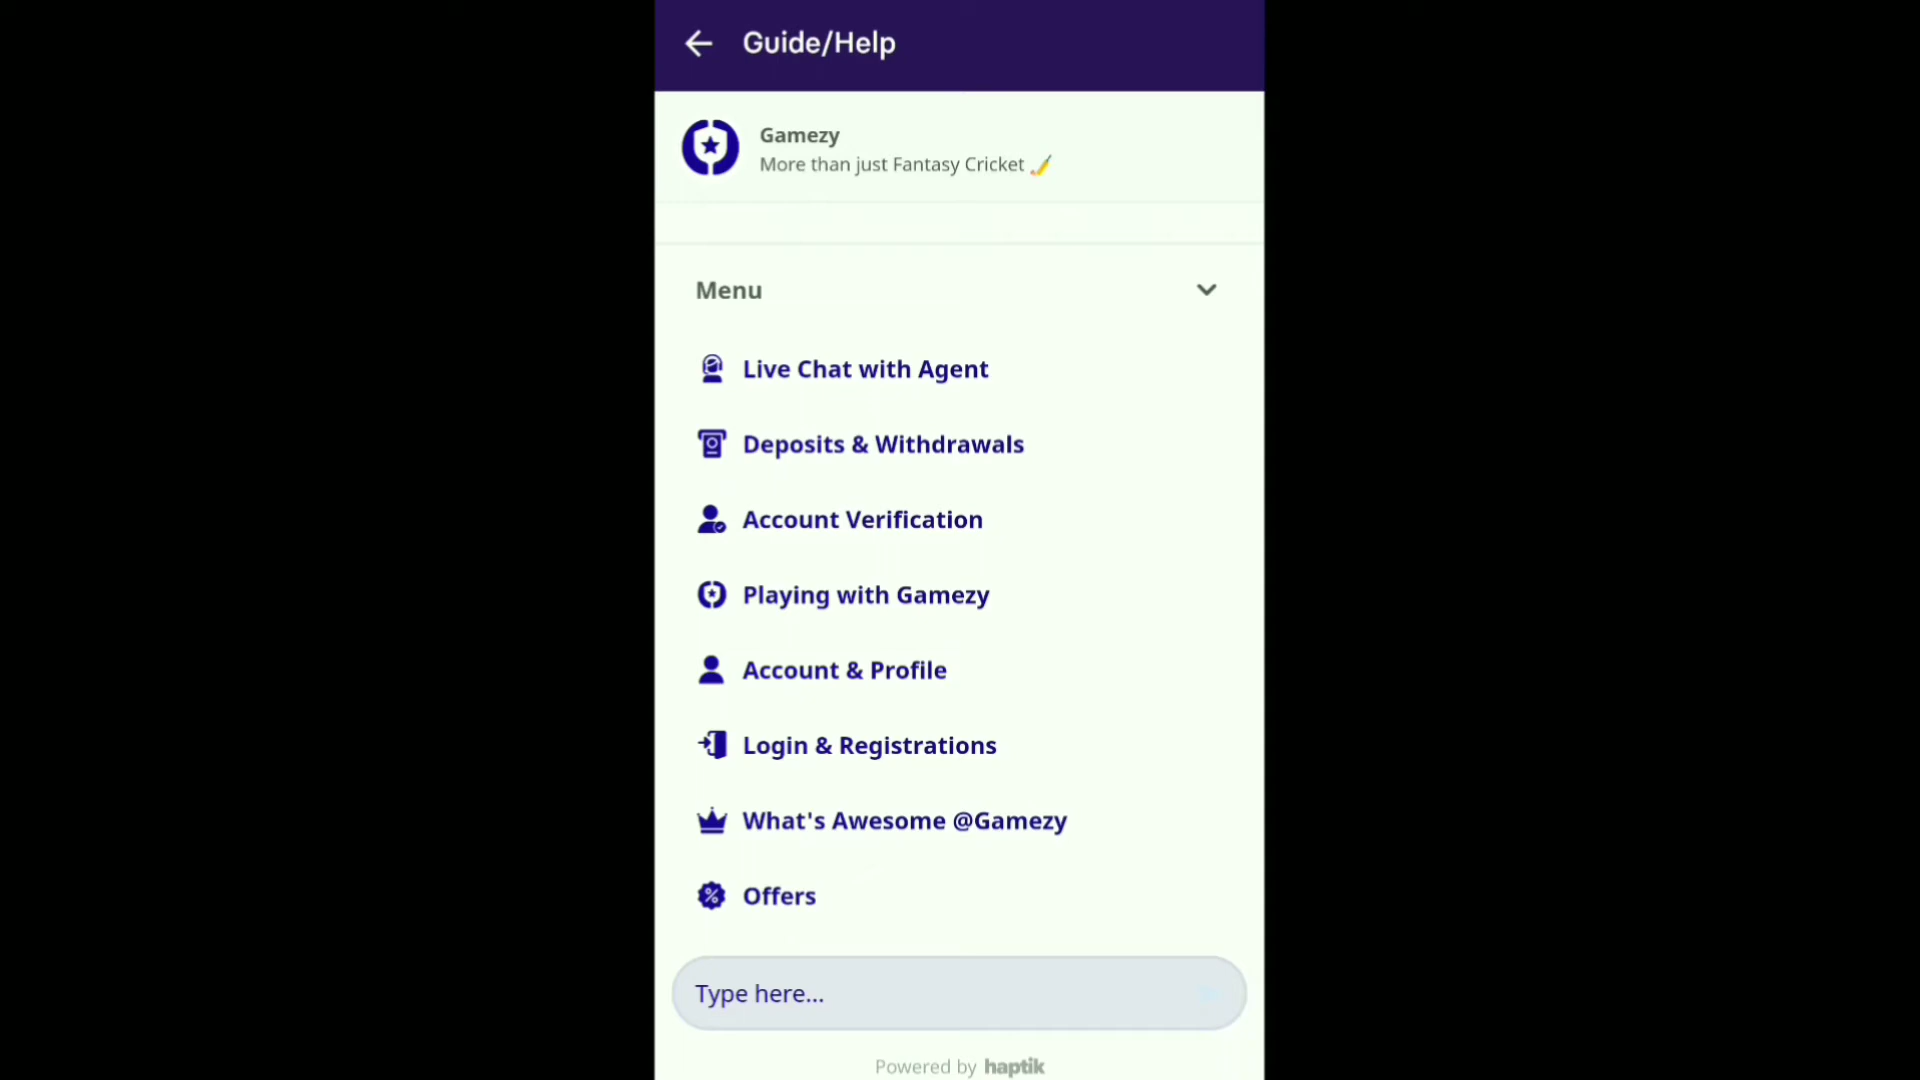 Guide/Help
Gamezy
More than just Fantasy Cricket 🏏
Menu
Live Chat with Agent
Deposits & Withdrawals
Account Verification
Playing with Gamezy
Account & Profile
Login & Registrations
What's Awesome @Gamezy
Offers
Type here...
Powered by haptik